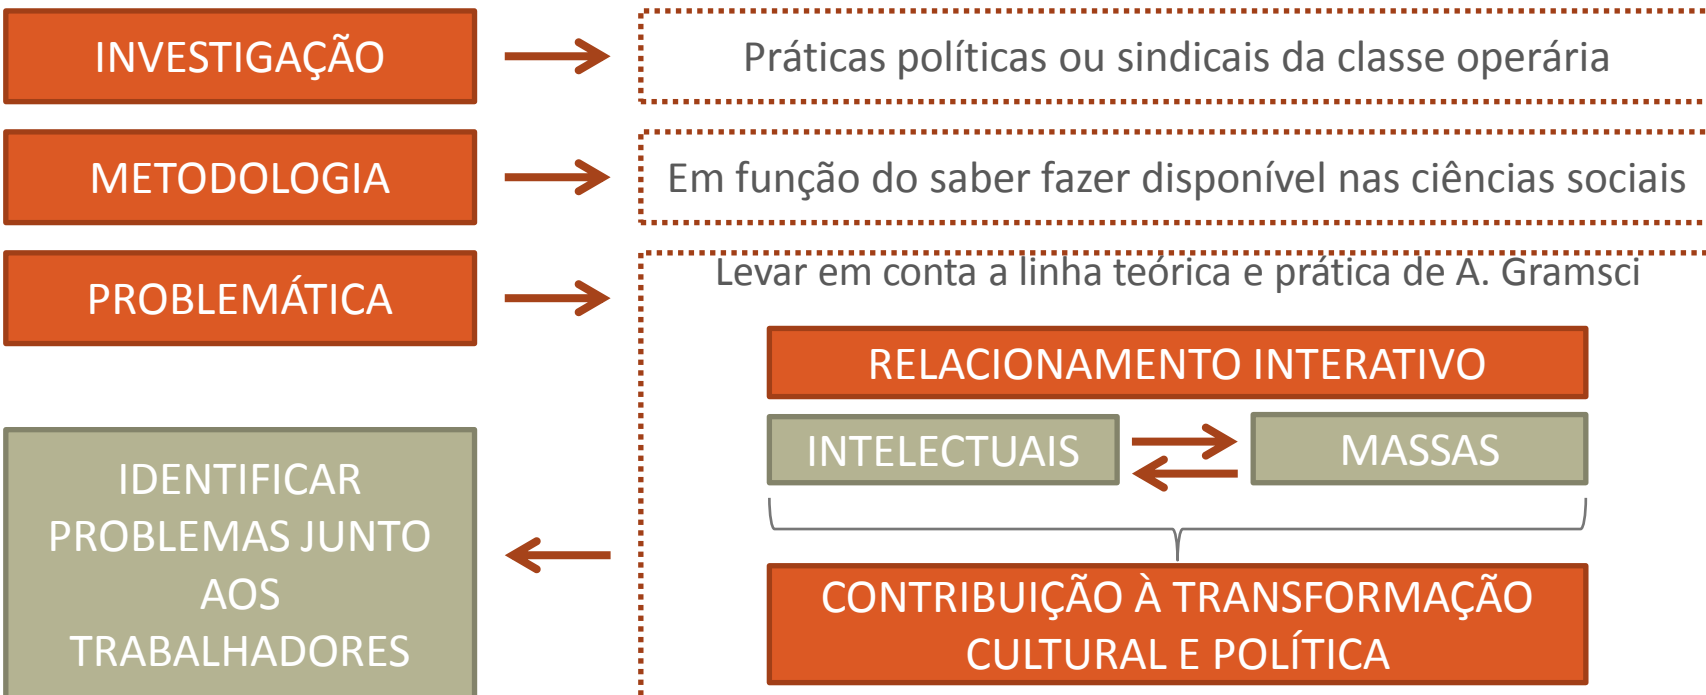 INVESTIGAÇÃO
Práticas políticas ou sindicais da classe operária
METODOLOGIA
Em função do saber fazer disponível nas ciências sociais
PROBLEMÁTICA
Levar em conta a linha teórica e prática de A. Gramsci
RELACIONAMENTO INTERATIVO
INTELECTUAIS
MASSAS
CONTRIBUIÇÃO À TRANSFORMAÇÃO
CULTURAL E POLÍTICA
IDENTIFICAR
PROBLEMAS JUNTO
AOS
TRABALHADORES